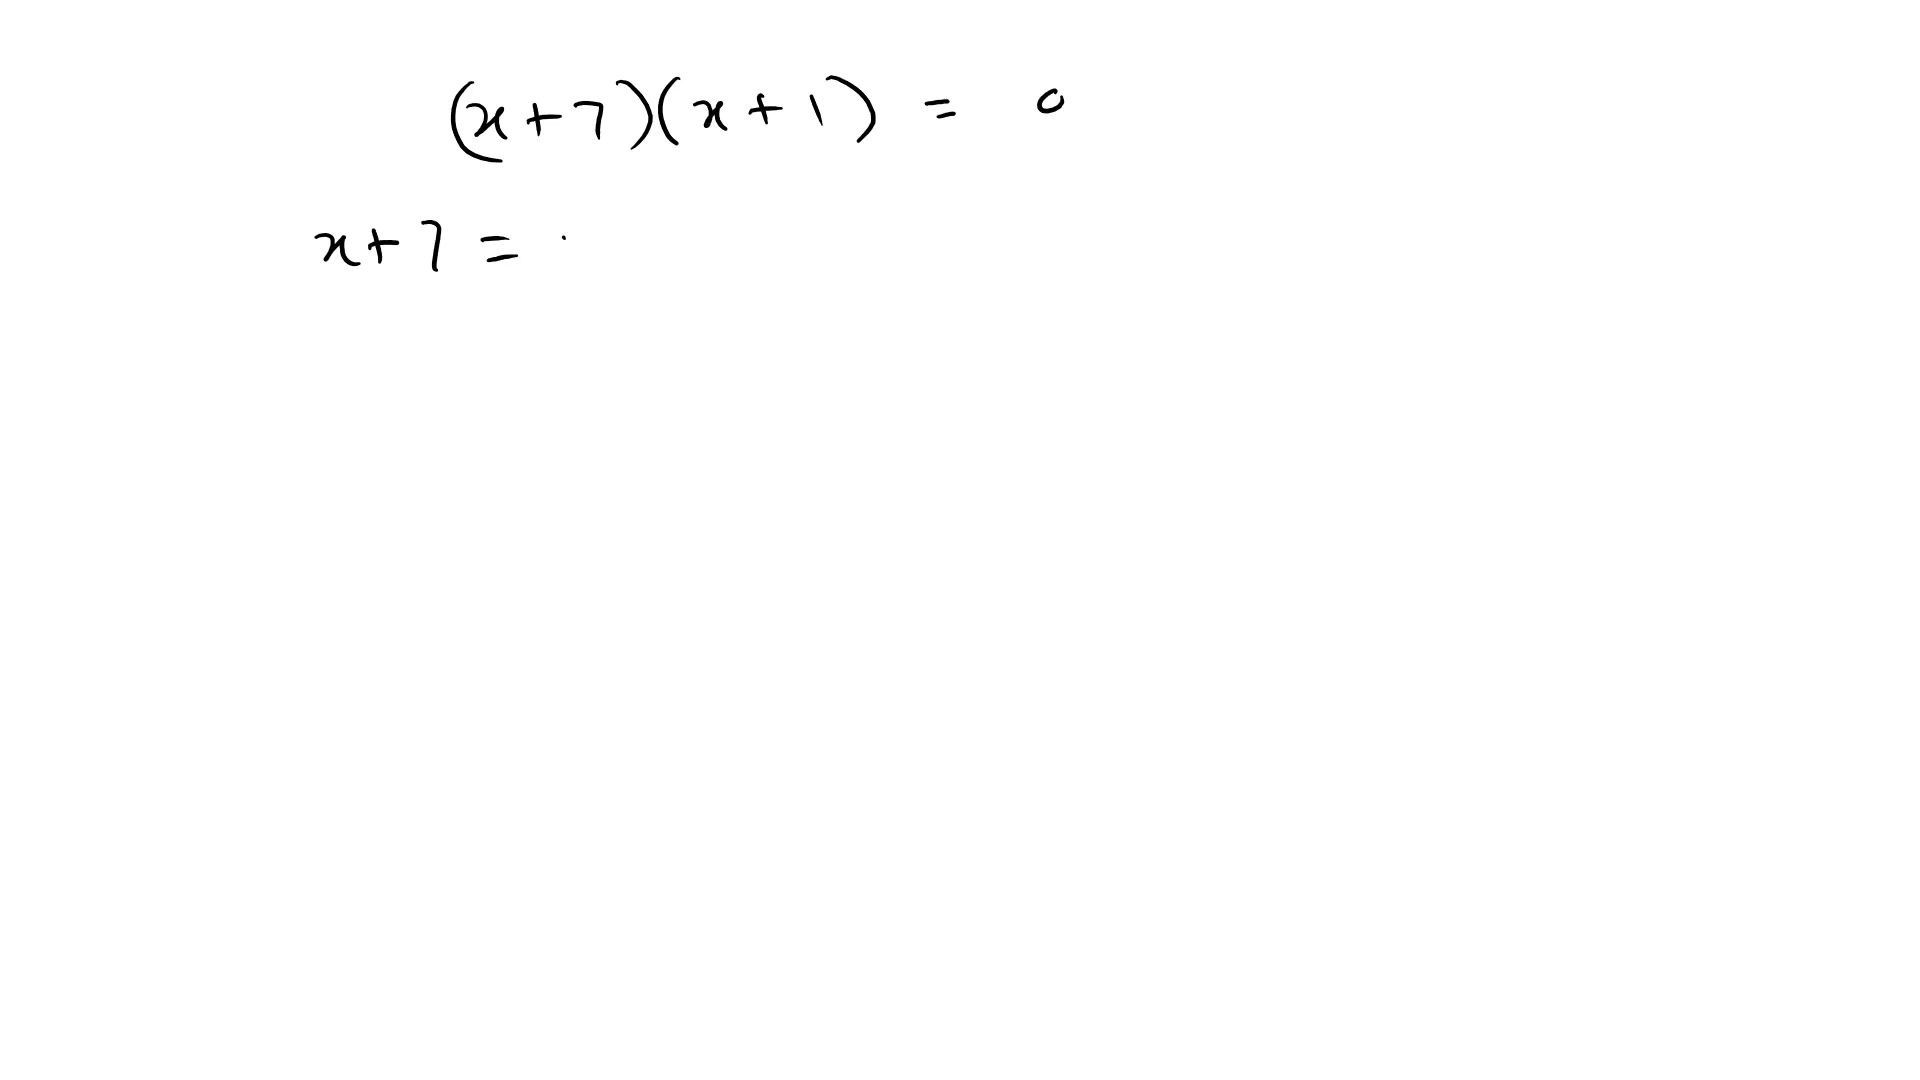 (x+7)(x+1) = 0
x+7 = ·